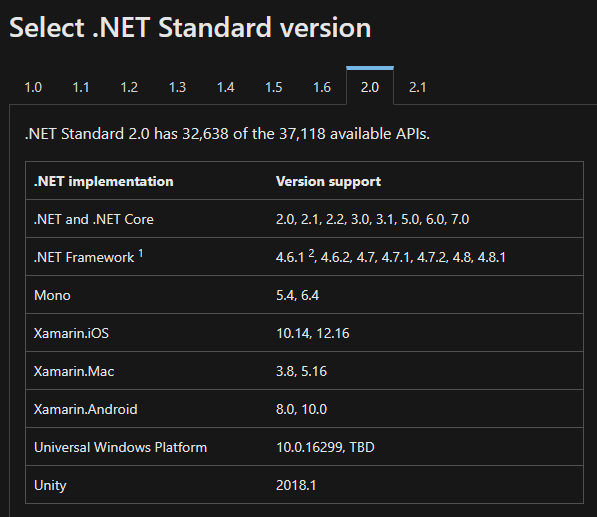 Select .NET Standard version
1.0 1.1 1.2 1.3 1.4 1.5 1.6 2.0 2.1
.NET Standard 2.0 has 32,638 of the 37,118 available APIs.
.NET implementation Version support
.NET and .NET Core 2.0, 2.1, 2.2, 3.0, 3.1, 5.0, 6.0, 7.0
.NET Framework 1 4.6.1 2, 4.6.2, 4.7, 4.7.1, 4.7.2, 4.8, 4.8.1
Mono 5.4, 6.4
Xamarin.iOS 10.14, 12.16
Xamarin.Mac 3.8, 5.16
Xamarin.Android 8.0, 10.0
Universal Windows Platform 10.0.16299, TBD
Unity 2018.1